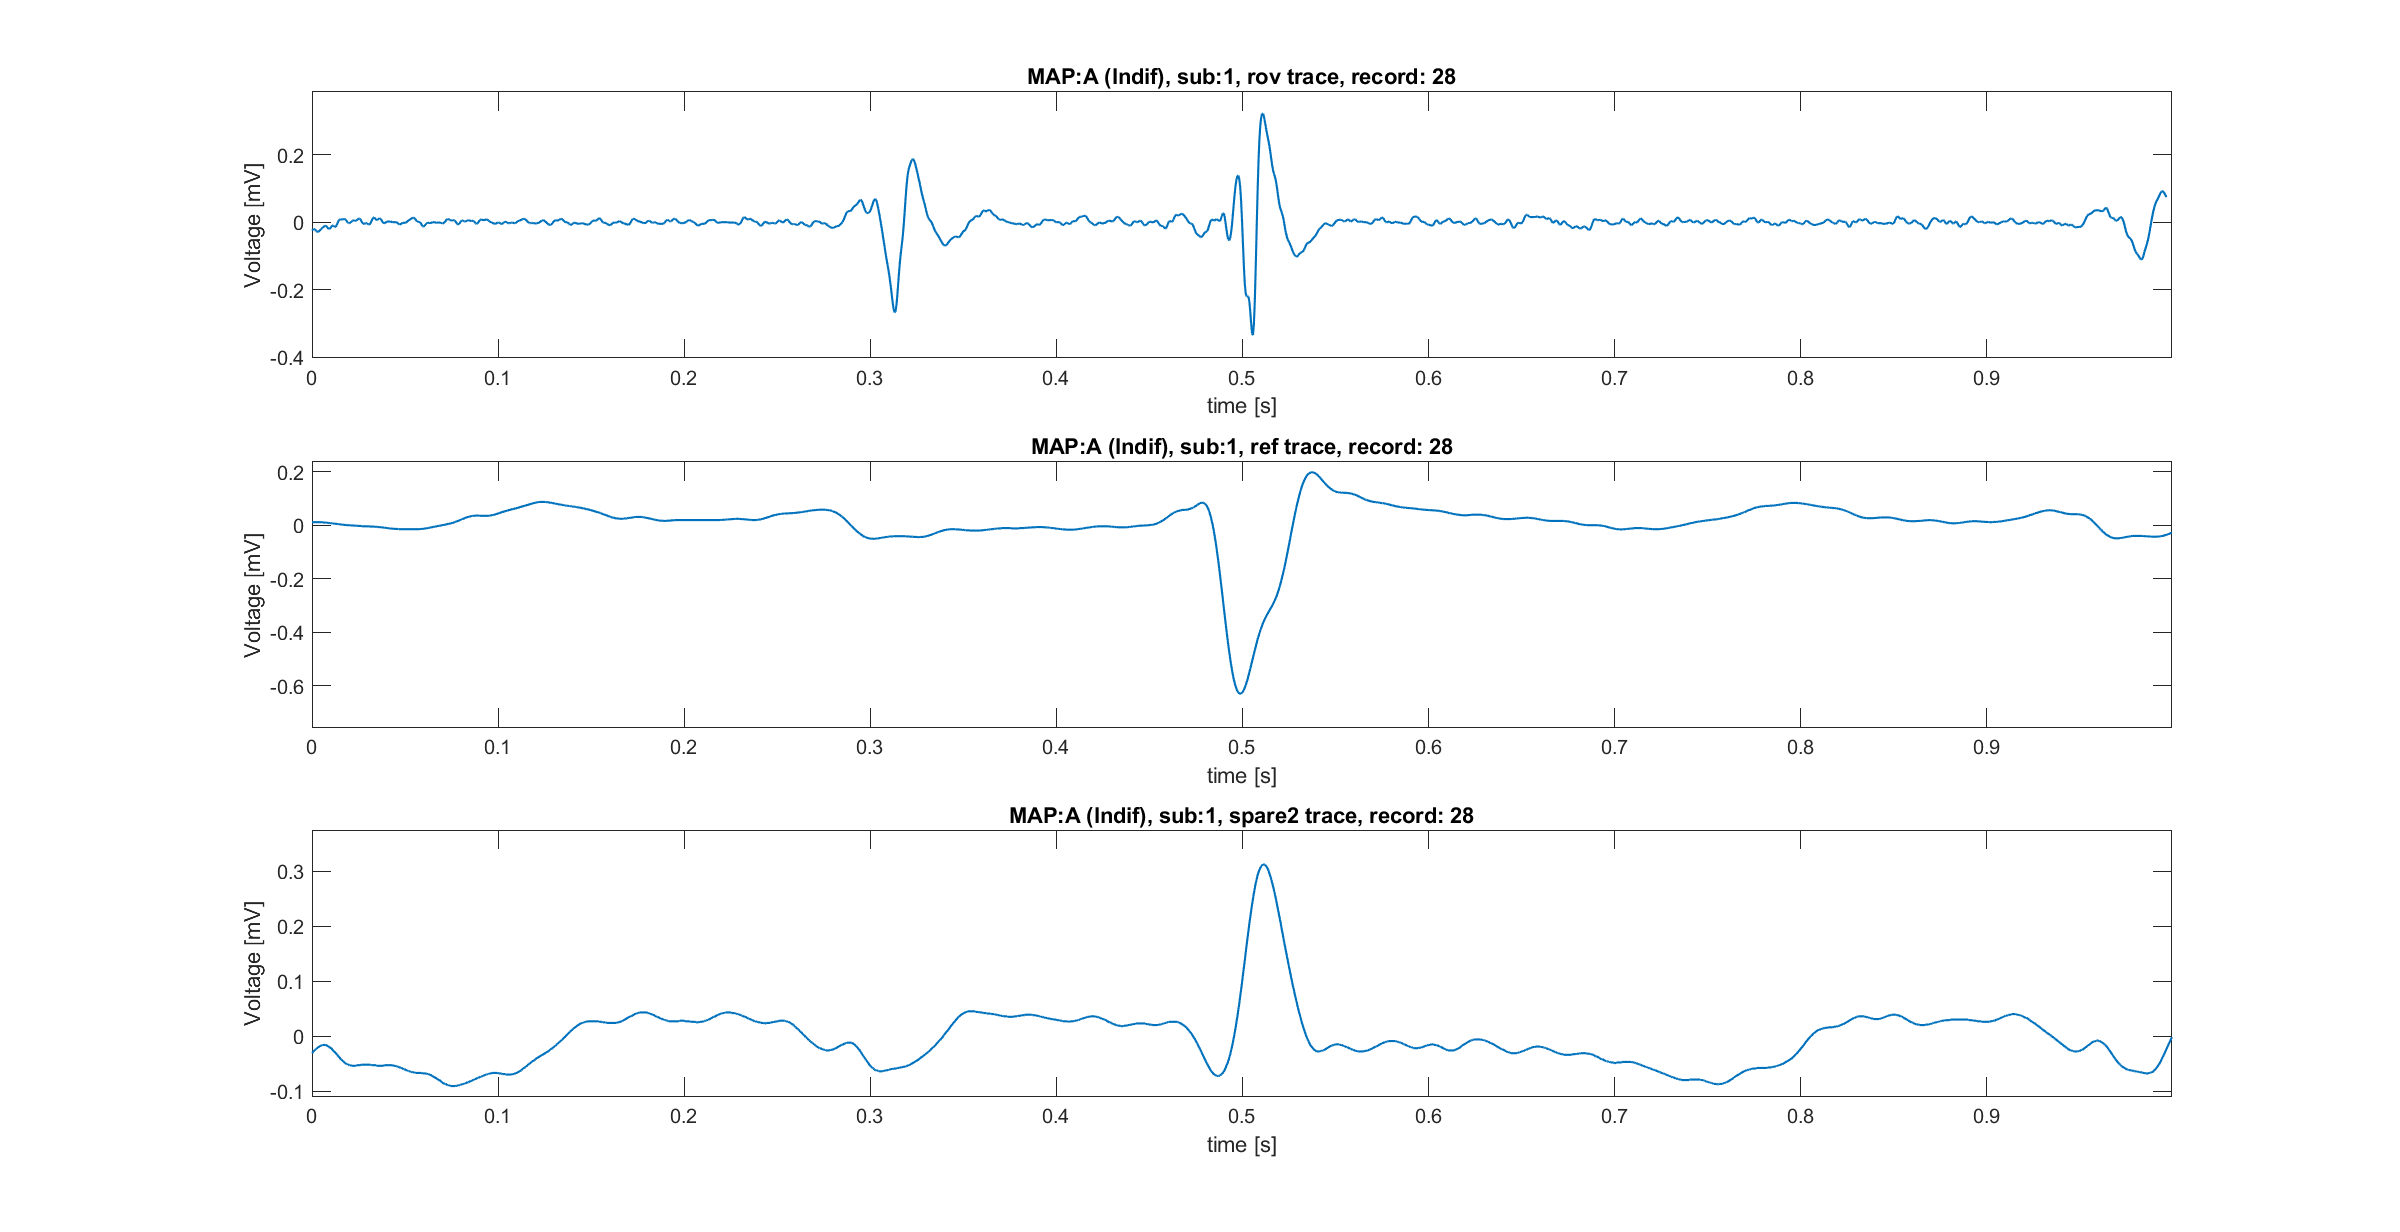 MAP:A (Indif), sub:1, rov trace, record: 28
Voltage [mV]
0.2
0
-0.2
-0.4
0 0.1 0.2 0.3 0.4 0.5 0.6 0.7 0.8 0.9
time [s]
MAP:A (Indif), sub:1, ref trace, record: 28
Voltage [mV]
0.2
0
-0.2
-0.4
-0.6
0 0.1 0.2 0.3 0.4 0.5 0.6 0.7 0.8 0.9
time [s]
MAP:A (Indif), sub:1, spare2 trace, record: 28
Voltage [mV]
0.3
0.2
0.1
0
-0.1
0 0.1 0.2 0.3 0.4 0.5 0.6 0.7 0.8 0.9
time [s]